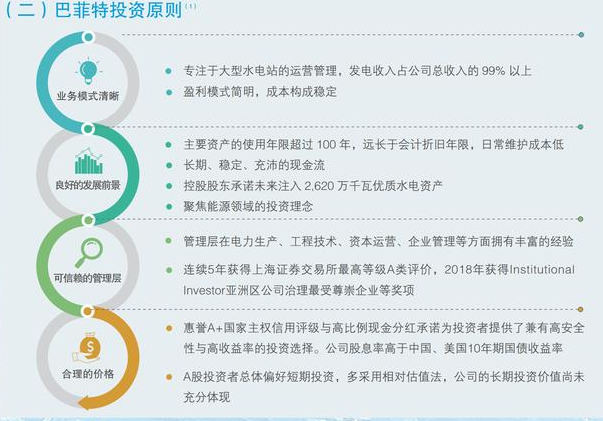 （二）巴菲特投资原则(1)
业务模式清晰
专注于大型水电站的运营管理，发电收入占公司总收入的 99% 以上
盈利模式简明，成本构成稳定
良好的发展前景
主要资产的使用年限超过 100 年，远长于会计折旧年限，日常维护成本低
长期、稳定、充沛的现金流
控股股东承诺未来注入 2,620 万千瓦优质水电资产
聚焦能源领域的投资理念
可信赖的管理层
管理层在电力生产、工程技术、资本运营、企业管理等方面拥有丰富的经验
连续5年获得上海证券交易所最高等级A类评价，2018年获得Institutional
Investor亚洲区公司治理最受尊崇企业等奖项
合理的价格
惠誉A+国家主权信用评级与高比例现金分红承诺为投资者提供了兼有高安全
性与高收益率的投资选择。公司股息率高于中国、美国10年期国债收益率
A股投资者总体偏好短期投资，多采用相对估值法，公司的长期投资价值尚未
充分体现